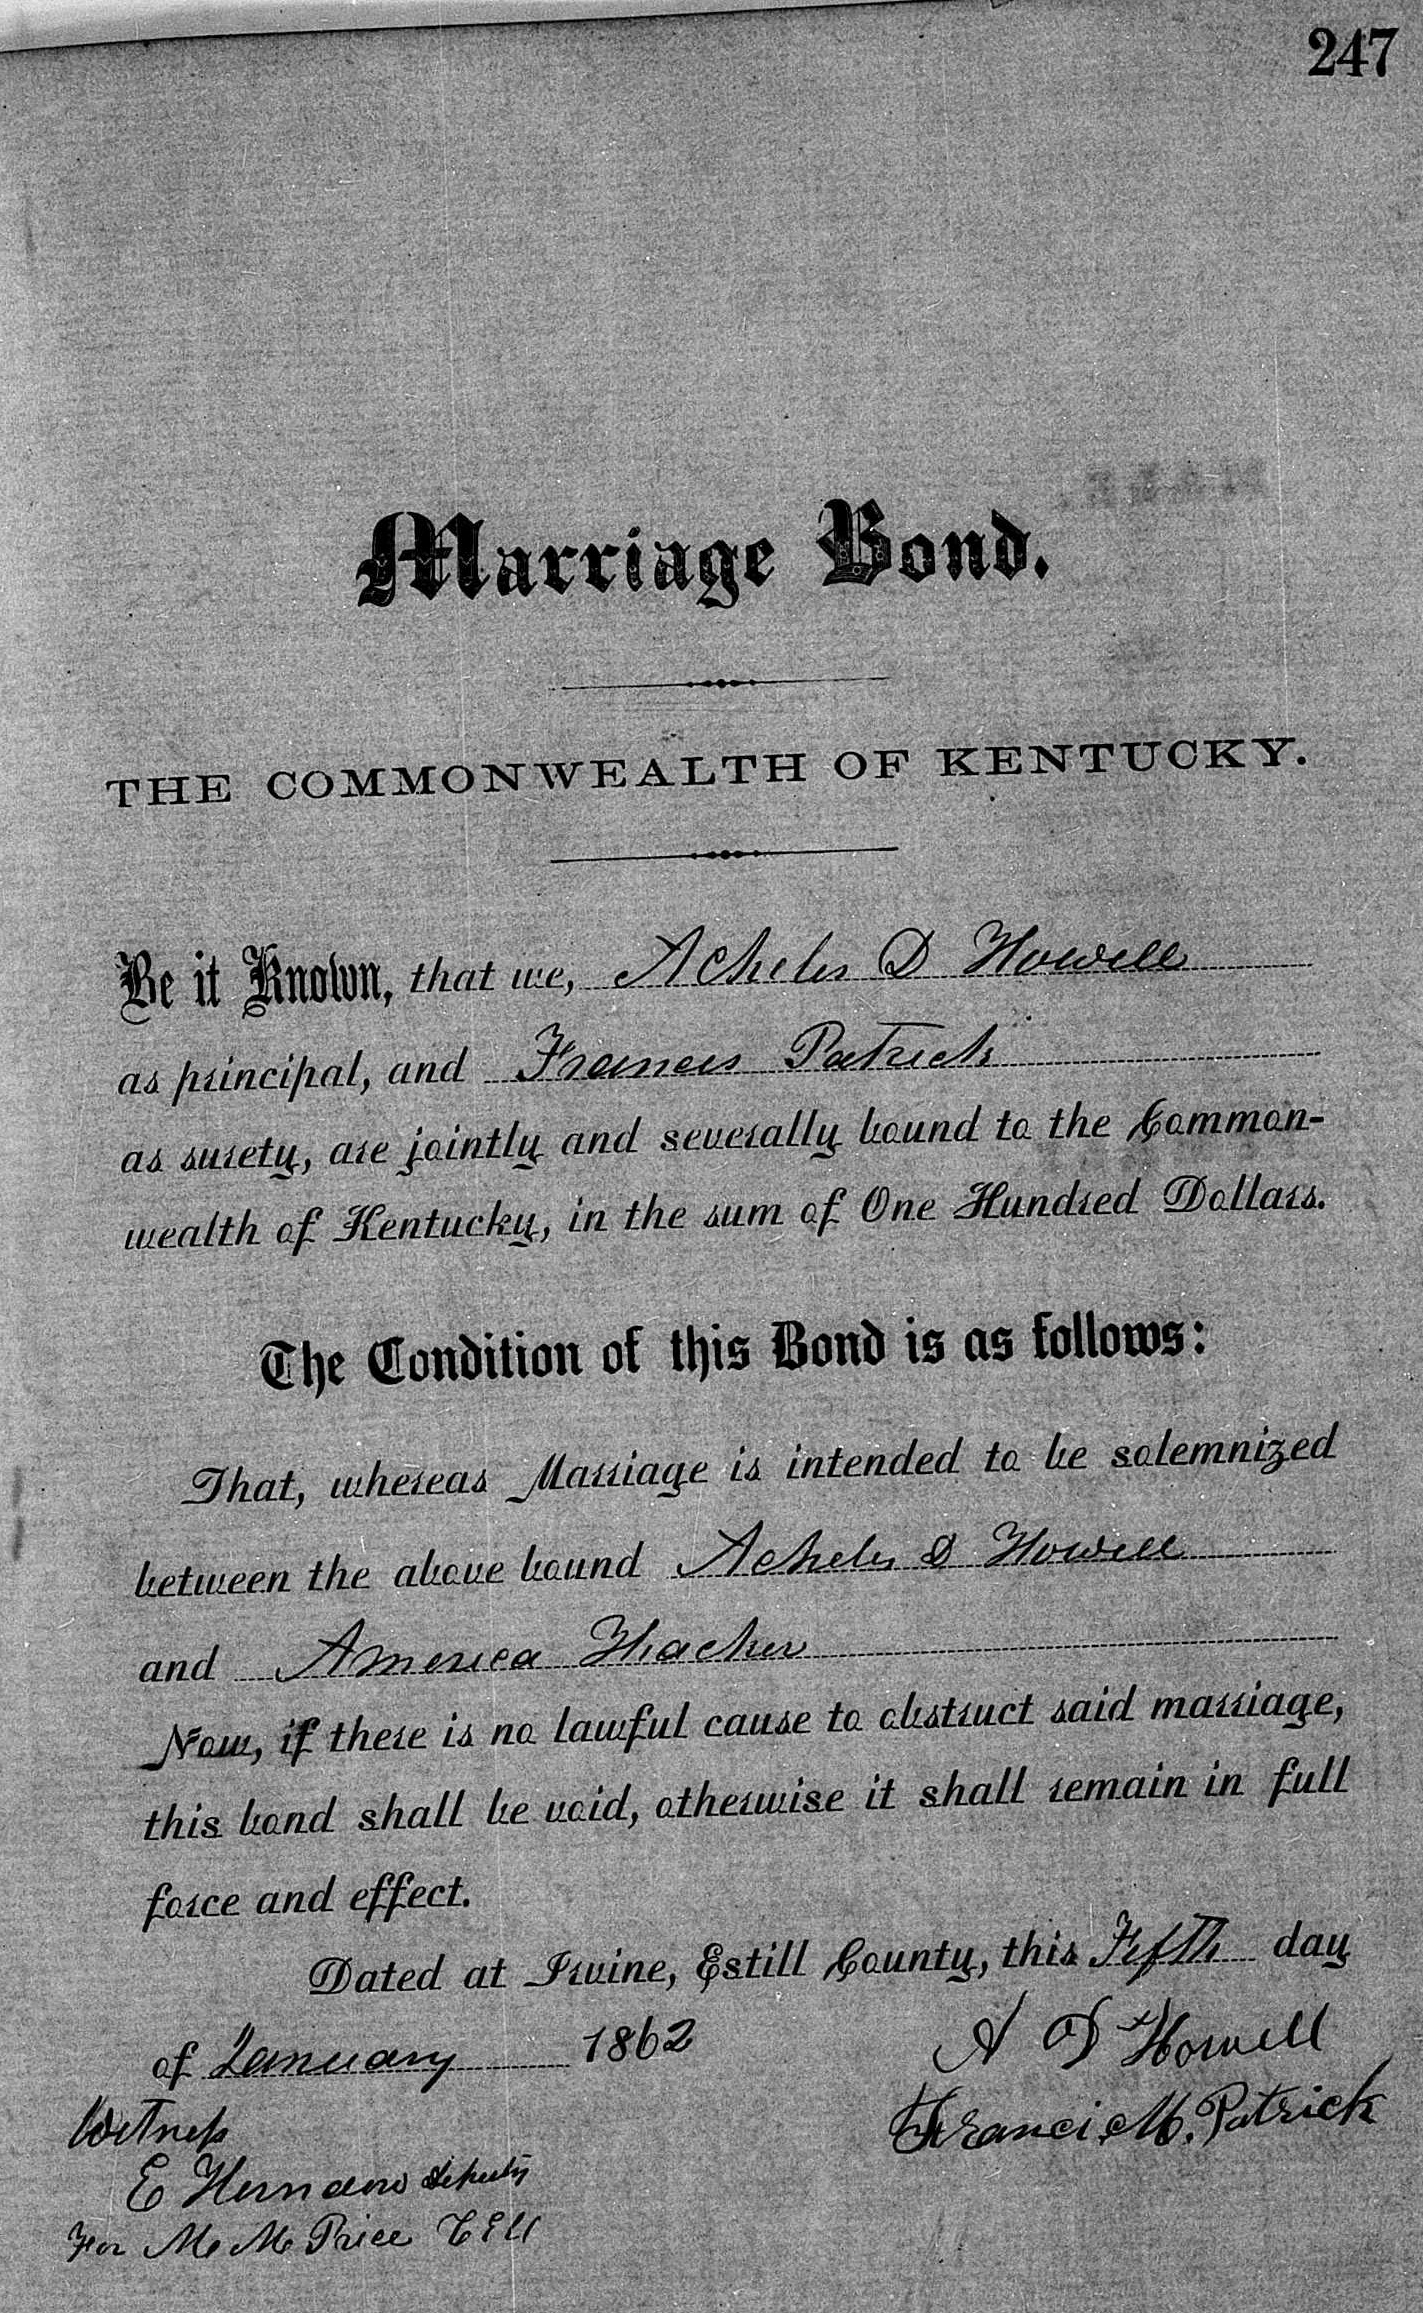 247
Marriage Bond.
THE COMMONWEALTH OF KENTUCKY.
Be it Known, that we, Acheles D Howell
as principal, and Francis Patrick
as surety, are jointly and severally bound to the Common-
wealth of Kentucky, in the sum of One Hundred Dollars.
The Condition of this Bond is as follows:
That, whereas Marriage is intended to be solemnized
between the above bound Acheles D Howell
and America Thacker
Now, if there is no lawful cause to obstruct said marriage,
this bond shall be void, otherwise it shall remain in full
force and effect.
Dated at Irvine, Estill County, this Fifth day
of January 1862
A D Howell
Francis M. Patrick
Witness
E Herndon Deputy
For M M Price